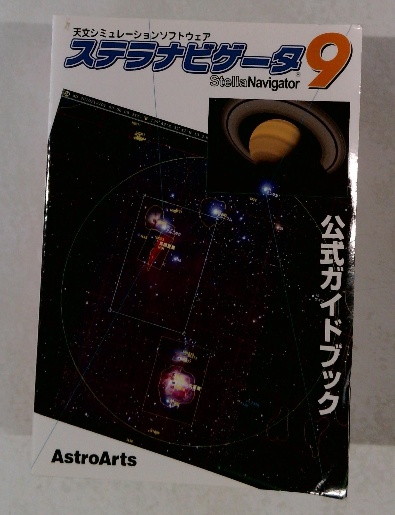 天文シミュレーションソフトウェア
ステラナビゲータ9
StellaNavigator
公式ガイドブック
AstroArts